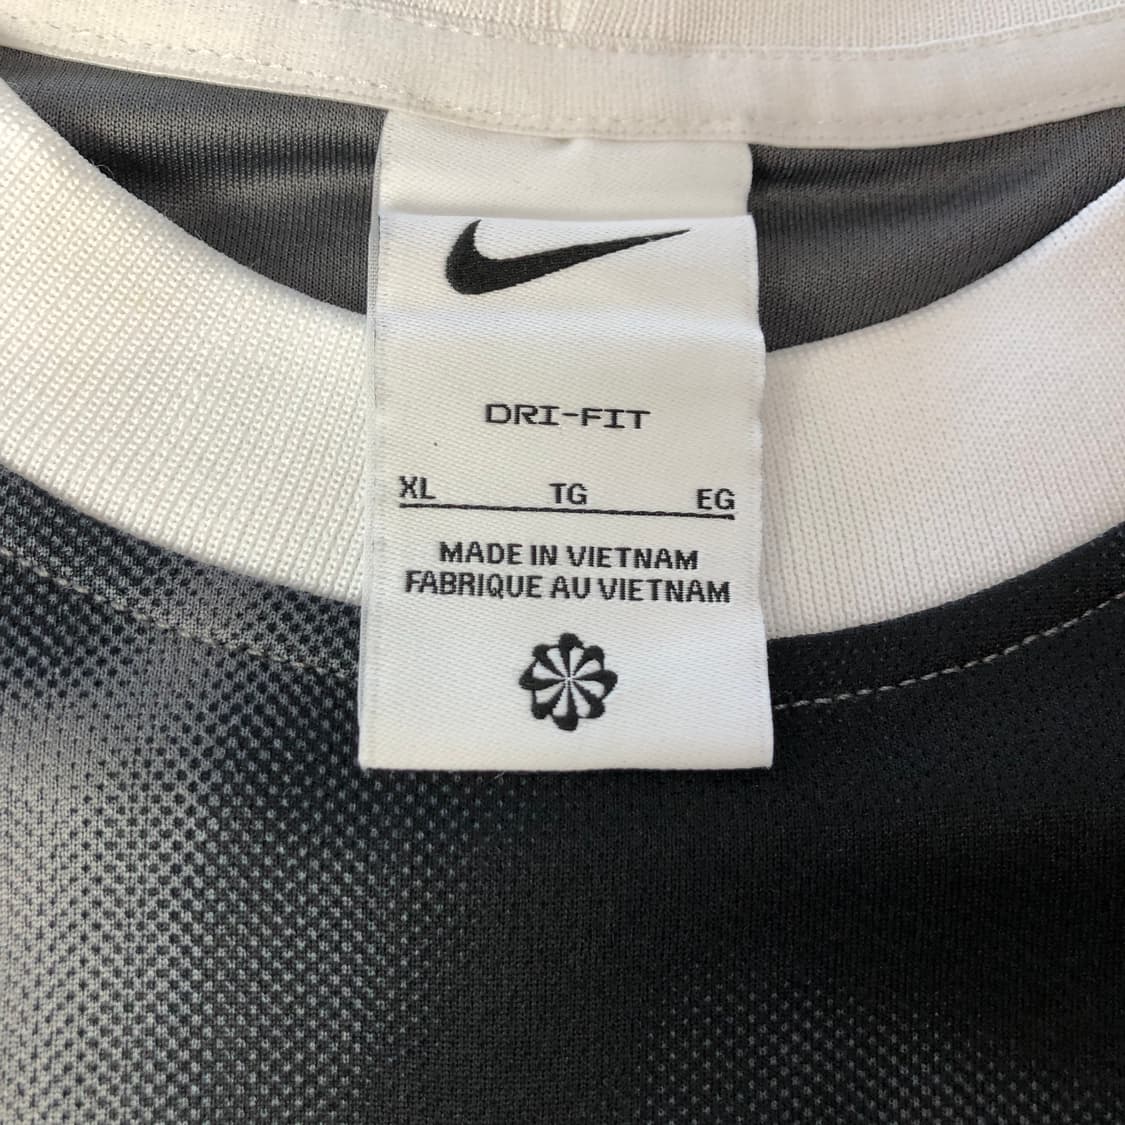 DRI-FIT
XL TG EG
MADE IN VIETNAM
FABRIQUE AU VIETNAM